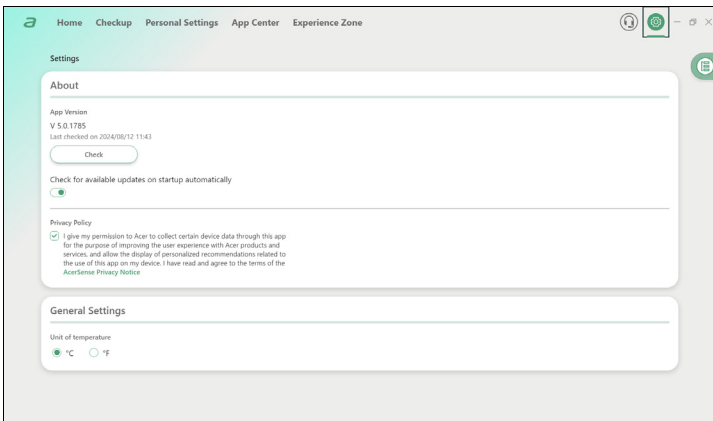 a Home Checkup Personal Settings App Center Experience Zone
Settings
About
App Version
V 5.0.1785
Last checked on 2024/08/12 11:43
Check
Check for available updates on startup automatically
Privacy Policy
I give my permission to Acer to collect certain device data through this app
for the purpose of improving the user experience with Acer products and
services, and allow the display of personalized recommendations related to
the use of this app on my device. I have read and agree to the terms of the
AcerSense Privacy Notice
General Settings
Unit of temperature
°C °F